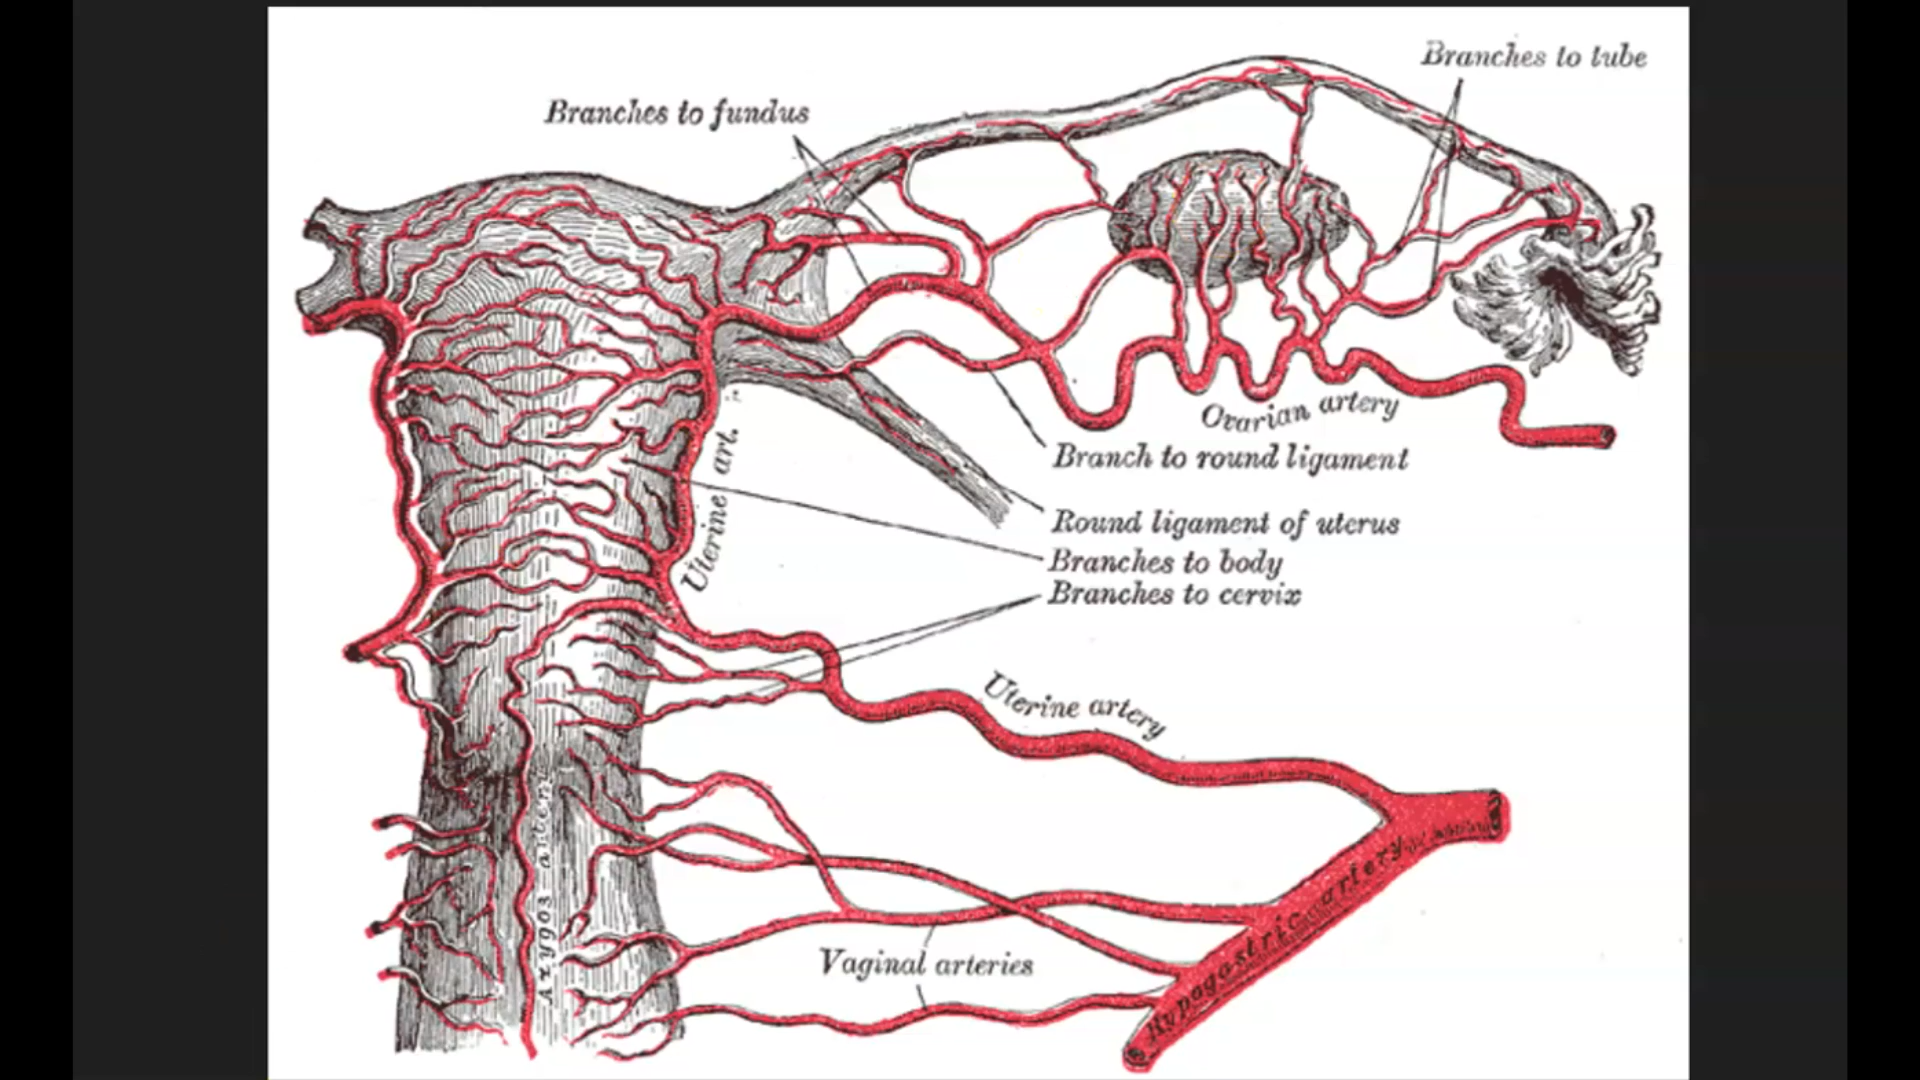 Branches to tube
Branches to fundus
Ovarian artery
Branch to round ligament
Uterine art.
Round ligament of uterus
Branches to body
Branches to cervix
Uterine artery
Azygos artery
Hypogastric artery
Vaginal arteries